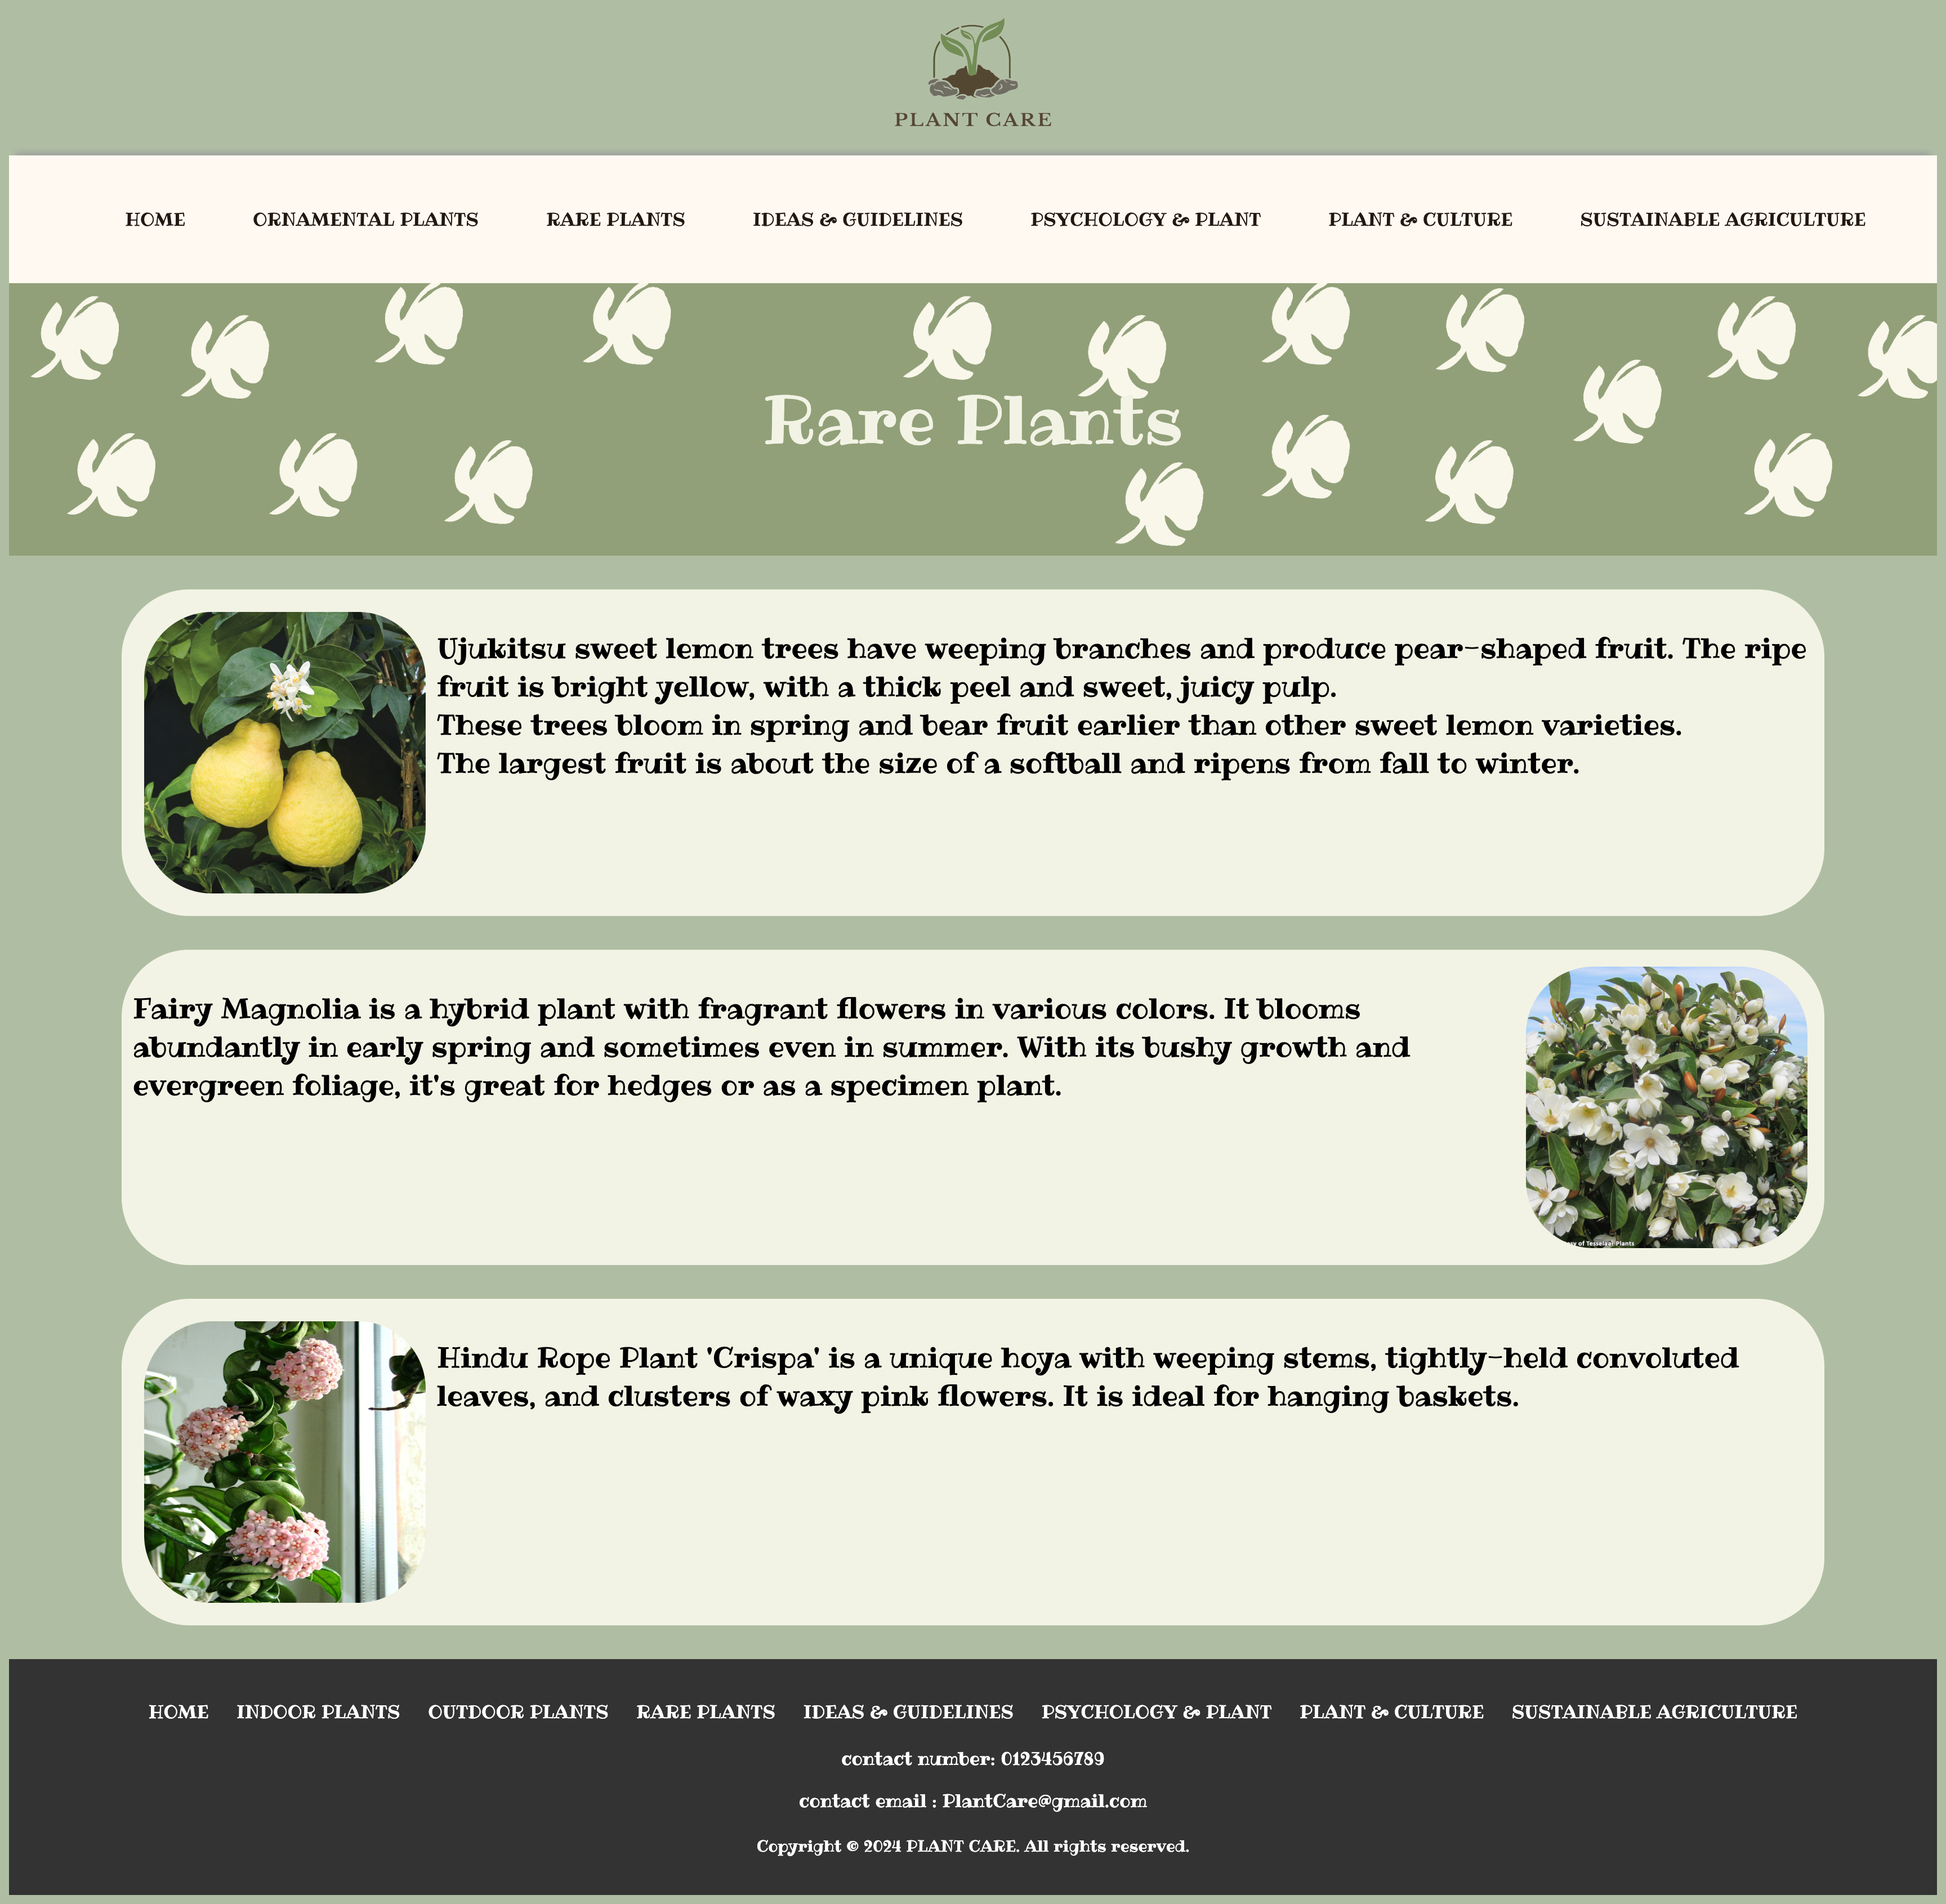 PLANT CARE
HOME ORNAMENTAL PLANTS RARE PLANTS IDEAS & GUIDELINES PSYCHOLOGY & PLANT PLANT & CULTURE SUSTAINABLE AGRICULTURE
Rare Plants
Ujukitsu sweet lemon trees have weeping branches and produce pear-shaped fruit. The ripe
fruit is bright yellow, with a thick peel and sweet, juicy pulp.
These trees bloom in spring and bear fruit earlier than other sweet lemon varieties.
The largest fruit is about the size of a softball and ripens from fall to winter.
Fairy Magnolia is a hybrid plant with fragrant flowers in various colors. It blooms
abundantly in early spring and sometimes even in summer. With its bushy growth and
evergreen foliage, it's great for hedges or as a specimen plant.
of Tesselaar Plants
Hindu Rope Plant 'Crispa' is a unique hoya with weeping stems, tightly-held convoluted
leaves, and clusters of waxy pink flowers. It is ideal for hanging baskets.
HOME INDOOR PLANTS OUTDOOR PLANTS RARE PLANTS IDEAS & GUIDELINES PSYCHOLOGY & PLANT PLANT & CULTURE SUSTAINABLE AGRICULTURE
contact number: 0123456789
contact email : PlantCare@gmail.com
Copyright © 2024 PLANT CARE. All rights reserved.